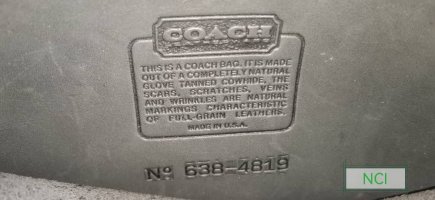 COACH
THIS IS A COACH BAG. IT IS MADE
OUT OF A COMPLETELY NATURAL
GLOVE TANNED COWHIDE, THE
SCARS, SCRATCHES, VEINS
AND WRINKLES ARE NATURAL
MARKINGS CHARACTERISTIC
OF FULL-GRAIN LEATHERS.
MADE IN U.S.A.
Nº 638-4819
NCI